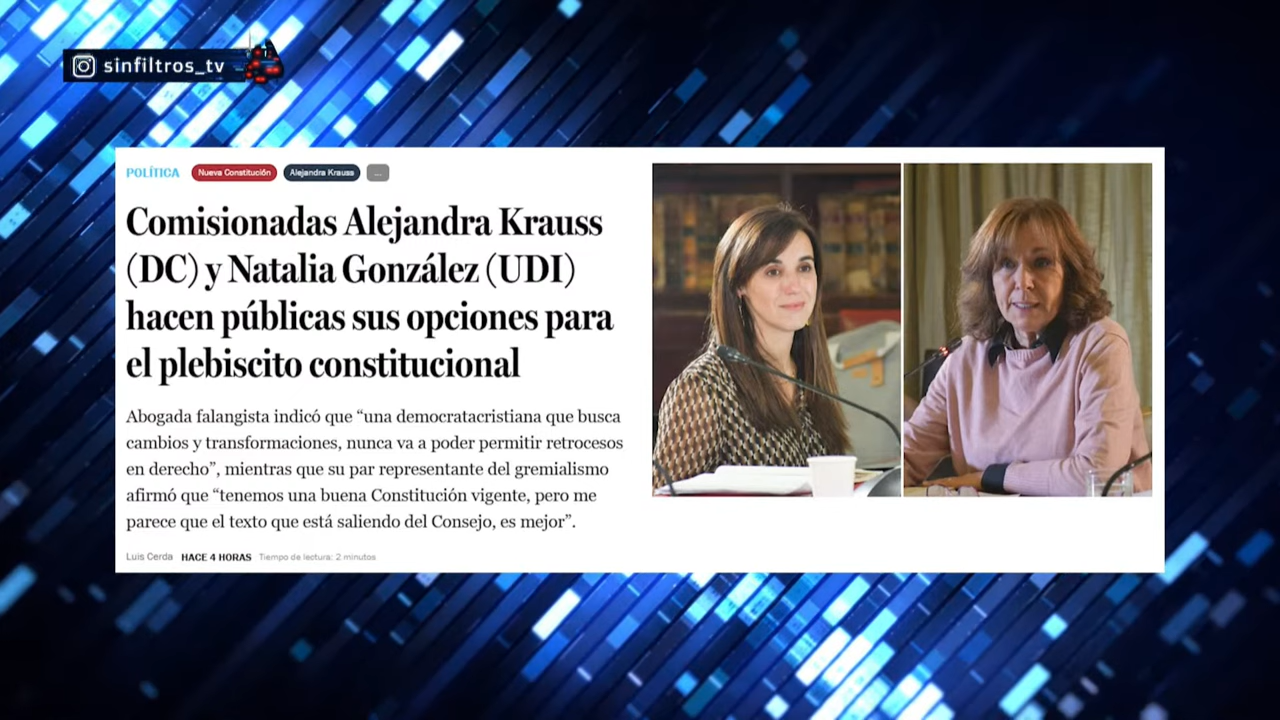 sinfiltros_tv
POLÍTICA
Nueva Constitución
Alejandra Krauss
...
Comisionadas Alejandra Krauss
(DC) y Natalia González (UDI)
hacen públicas sus opciones para
el plebiscito constitucional
Abogada falangista indicó que “una democratacristiana que busca
cambios y transformaciones, nunca va a poder permitir retrocesos
en derecho”, mientras que su par representante del gremialismo
afirmó que “tenemos una buena Constitución vigente, pero me
parece que el texto que está saliendo del Consejo, es mejor”.
Luis Cerda HACE 4 HORAS Tiempo de lectura: 2 minutos